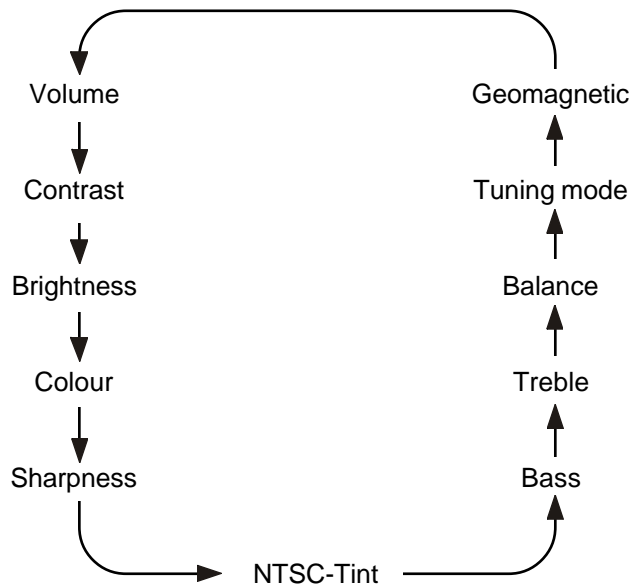 Volume
Contrast
Brightness
Colour
Sharpness
NTSC-Tint
Bass
Treble
Balance
Tuning mode
Geomagnetic